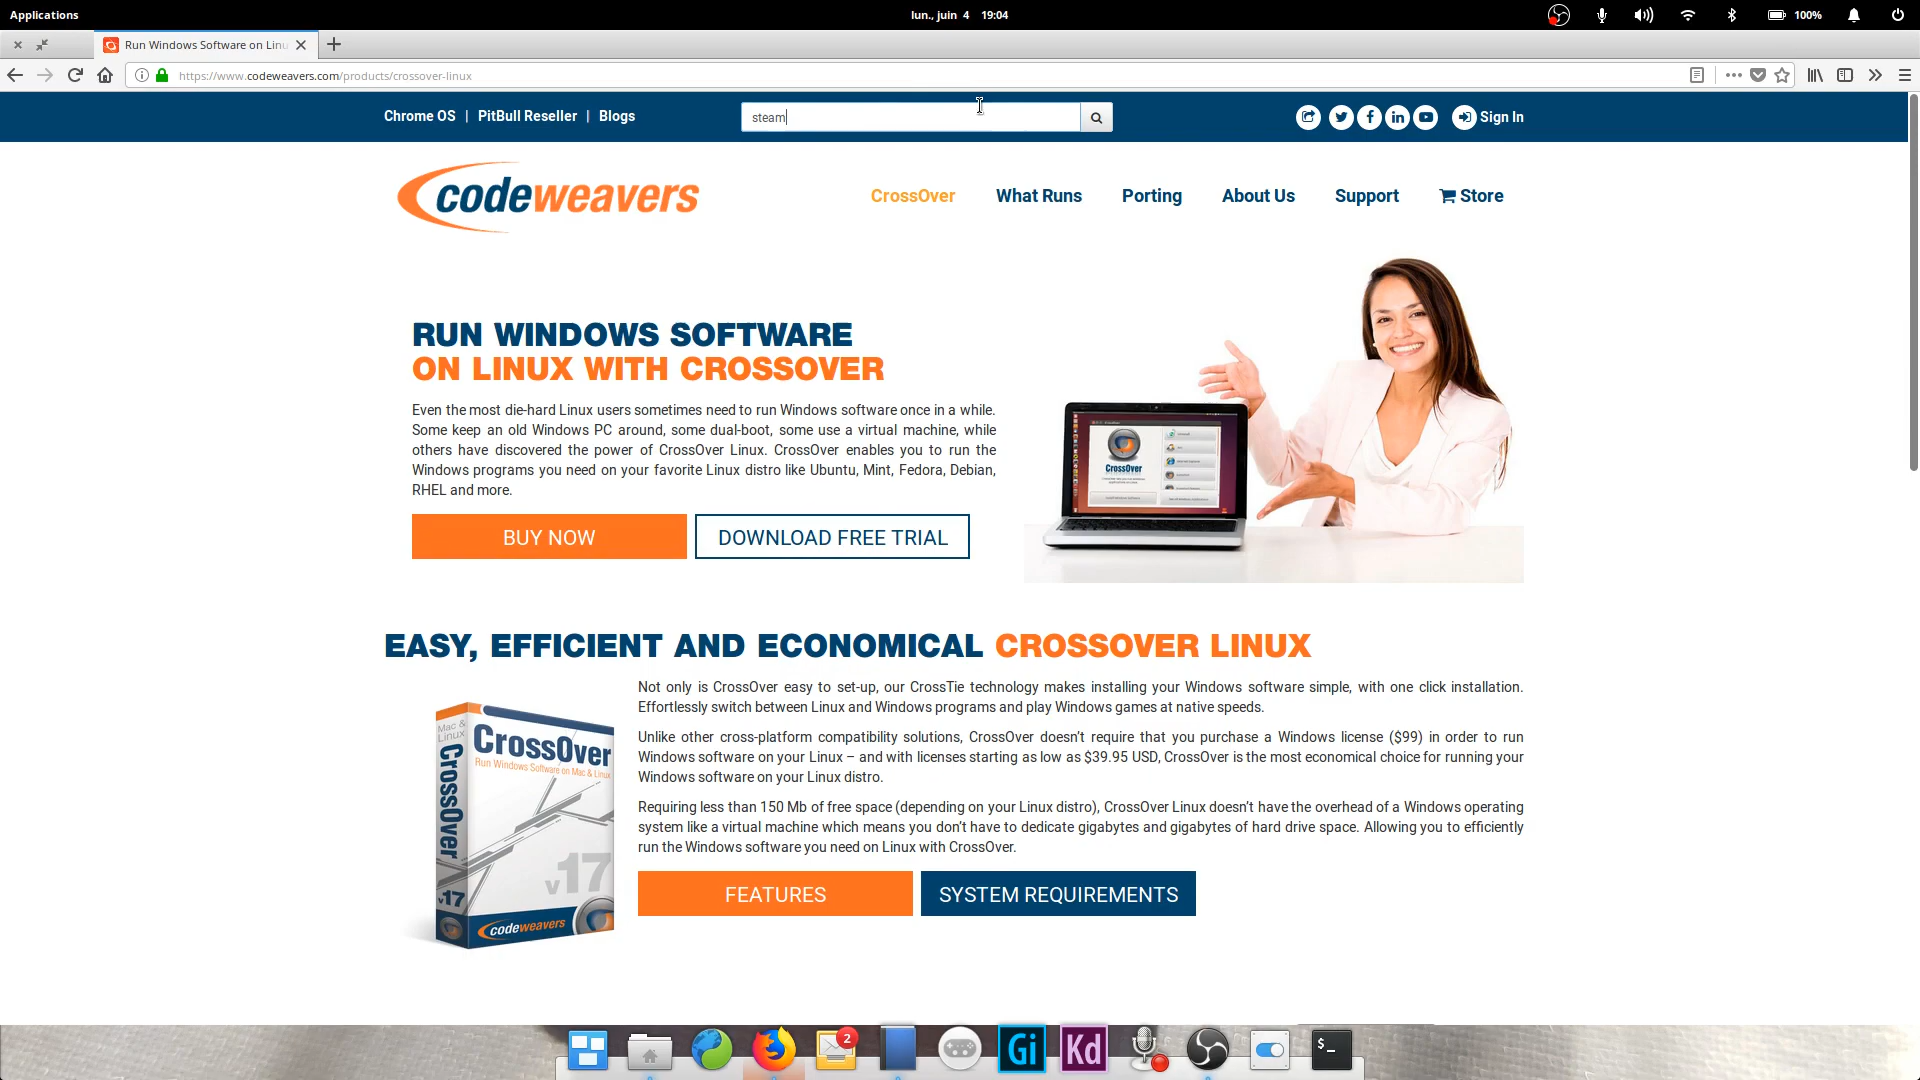 Applications
lun., juin 4 19:04
100%
Run Windows Software on Linu
https://www.codeweavers.com/products/crossover-linux
Chrome OS | PitBull Reseller | Blogs
steam
Sign In
codeweavers
CrossOver
What Runs
Porting
About Us
Support
Store
RUN WINDOWS SOFTWARE
ON LINUX WITH CROSSOVER
Even the most die-hard Linux users sometimes need to run Windows software once in a while.
Some keep an old Windows PC around, some dual-boot, some use a virtual machine, while
others have discovered the power of CrossOver Linux. CrossOver enables you to run the
Windows programs you need on your favorite Linux distro like Ubuntu, Mint, Fedora, Debian,
RHEL and more.
BUY NOW
DOWNLOAD FREE TRIAL
CrossOver
EASY, EFFICIENT AND ECONOMICAL CROSSOVER LINUX
Not only is CrossOver easy to set-up, our CrossTie technology makes installing your Windows software simple, with one click installation.
Effortlessly switch between Linux and Windows programs and play Windows games at native speeds.
Unlike other cross-platform compatibility solutions, CrossOver doesn't require that you purchase a Windows license ($99) in order to run
Windows software on your Linux – and with licenses starting as low as $39.95 USD, CrossOver is the most economical choice for running your
Windows software on your Linux distro.
Requiring less than 150 Mb of free space (depending on your Linux distro), CrossOver Linux doesn't have the overhead of a Windows operating
system like a virtual machine which means you don't have to dedicate gigabytes and gigabytes of hard drive space. Allowing you to efficiently
run the Windows software you need on Linux with CrossOver.
FEATURES
SYSTEM REQUIREMENTS
Mac &
Linux
CrossOver
v17
CrossOver
Run Windows Software on Mac & Linux
v17
codeweavers
2
Gi
Kd
$_